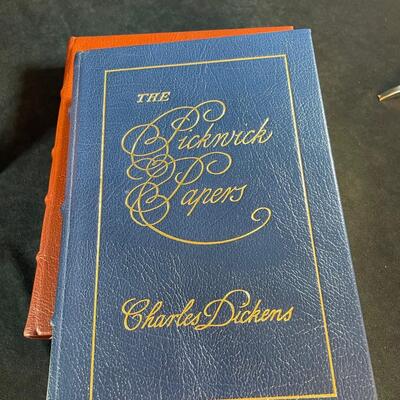 THE
Pickwick
Papers
Charles Dickens